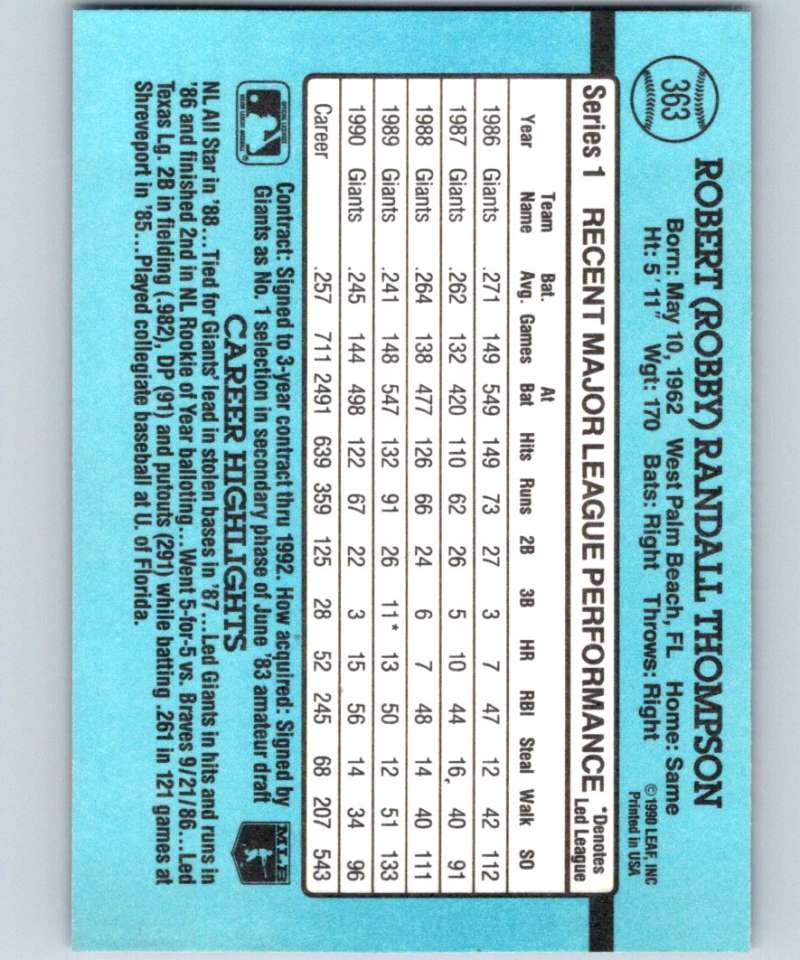 363
ROBERT (ROBBY) RANDALL THOMPSON
Born: May 10, 1962 West Palm Beach, FL Home: Same
Ht: 5'11" Wgt: 170 Bats: Right Throws: Right
©1990 LEAF, INC
Printed in USA
Series 1 RECENT MAJOR LEAGUE PERFORMANCE *Denotes Led League
Year Team Name Bat. Avg. Games At Bat Hits Runs 2B 3B HR RBI Steal Walk SO
1986 Giants .271 149 549 149 73 27 3 7 47 12 42 112
1987 Giants .262 132 420 110 62 26 5 10 44 16 40 91
1988 Giants .264 138 477 126 66 24 6 7 48 14 40 111
1989 Giants .241 148 547 132 91 26 11* 13 50 12 51 133
1990 Giants .245 144 498 122 67 22 3 15 56 14 34 96
Career .257 711 2491 639 359 125 28 52 245 68 207 543
Contract: Signed to 3-year contract thru 1992. How acquired: Signed by
Giants as No. 1 selection in secondary phase of June '83 amateur draft
MLB
CAREER HIGHLIGHTS
NL All Star in '88...Tied for Giants' lead in stolen bases in '87...Led Giants in hits and runs in
'86 and finished 2nd in NL Rookie of Year balloting...Went 5-for-5 vs. Braves 9/21/86...Led
Texas Lg. 2B in fielding (.982), DP (91) and putouts (291) while batting .261 in 121 games at
Shreveport in '85...Played collegiate baseball at U. of Florida.